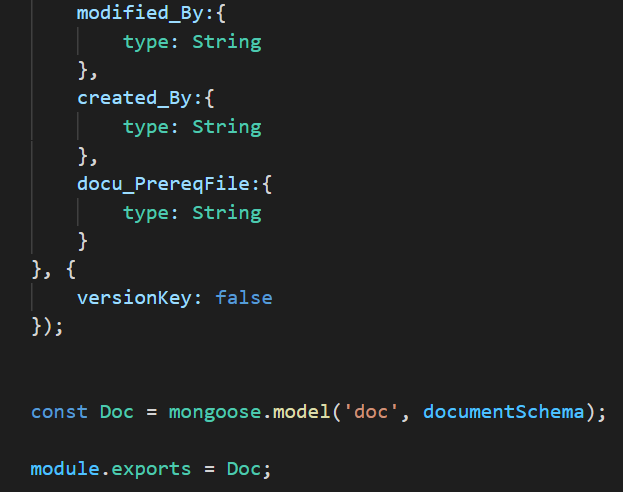 modified_By:{
type: String
},
created_By:{
type: String
},
docu_PrereqFile:{
type: String
}
}, {
versionKey: false
});
const Doc = mongoose.model('doc', documentSchema);
module.exports = Doc;